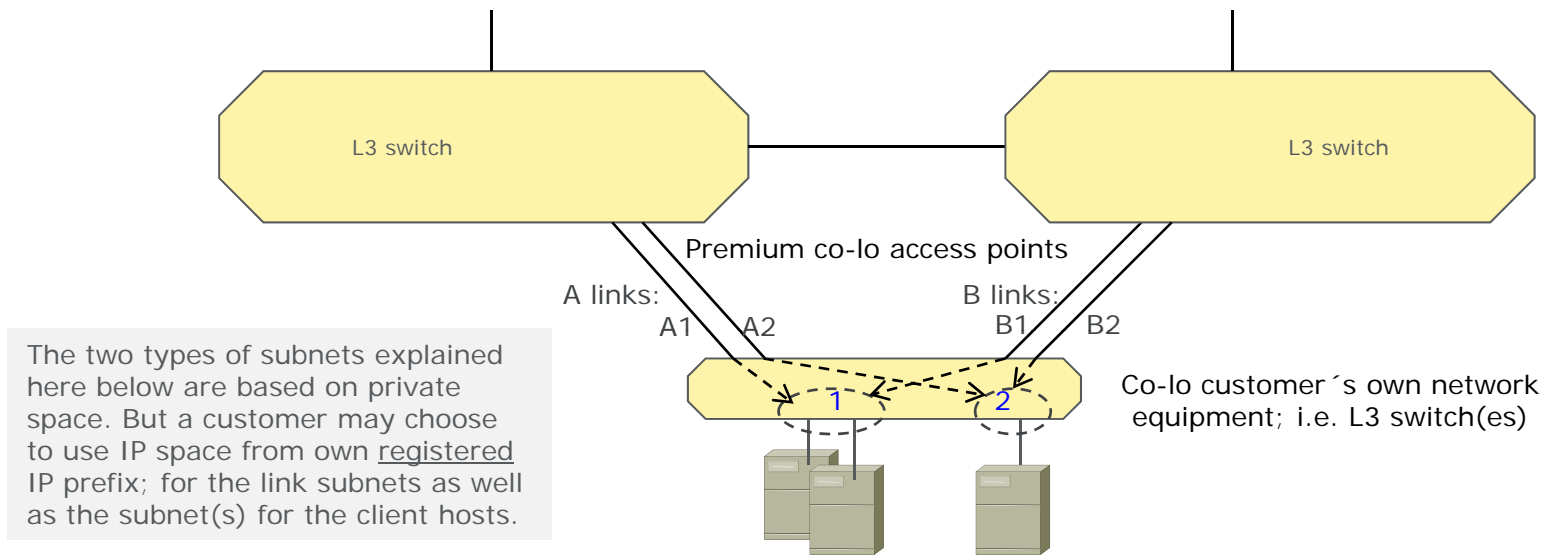 L3 switch
L3 switch
Premium co-lo access points
A links:
B links:
A1
A2
B1
B2
The two types of subnets explained
here below are based on private
space. But a customer may choose
to use IP space from own registered
IP prefix; for the link subnets as well
as the subnet(s) for the client hosts.
1
2
Co-lo customer´s own network
equipment; i.e. L3 switch(es)